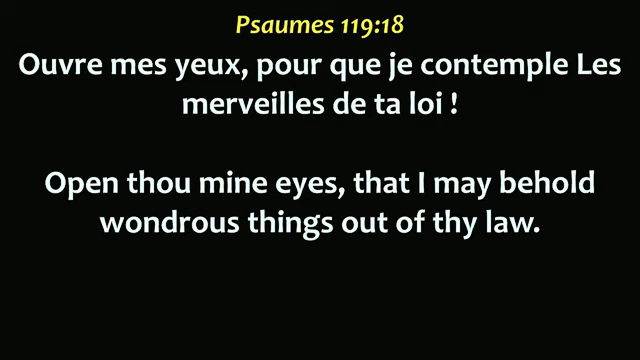 Psaumes 119:18
Ouvre mes yeux, pour que je contemple Les
merveilles de ta loi !
Open thou mine eyes, that I may behold
wondrous things out of thy law.